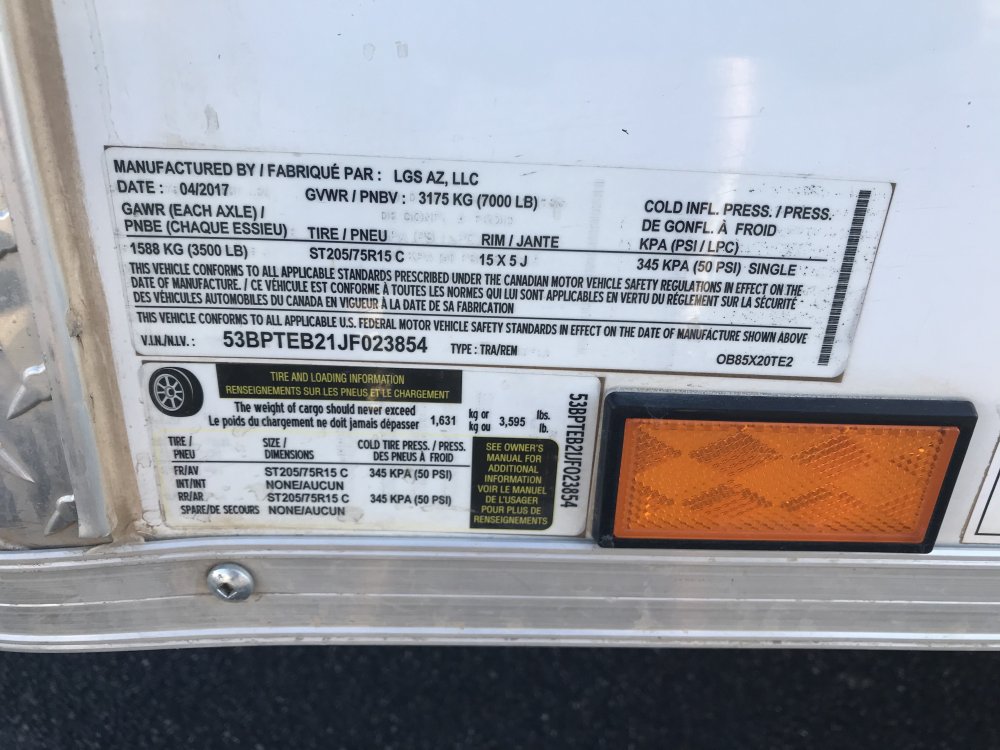 MANUFACTURED BY / FABRIQUÉ PAR : LGS AZ, LLC
DATE : 04/2017 GVWR / PNBV : 3175 KG (7000 LB)
COLD INFL. PRESS. / PRESS.
GAWR (EACH AXLE) / DE GONFL. À FROID
PNBE (CHAQUE ESSIEU) TIRE / PNEU RIM / JANTE KPA (PSI / LPC)
1588 KG (3500 LB) ST205/75R15 C 15 X 5 J 345 KPA (50 PSI) SINGLE
THIS VEHICLE CONFORMS TO ALL APPLICABLE STANDARDS PRESCRIBED UNDER THE CANADIAN MOTOR VEHICLE SAFETY REGULATIONS IN EFFECT ON THE
DATE OF MANUFACTURE. / CE VÉHICULE EST CONFORME À TOUTES LES NORMES QUI LUI SONT APPLICABLES EN VERTU DU RÉGLEMENT SUR LA SÉCURITÉ
DES VÉHICULES AUTOMOBILES DU CANADA EN VIGUEUR À LA DATE DE SA FABRICATION
THIS VEHICLE CONFORMS TO ALL APPLICABLE U.S. FEDERAL MOTOR VEHICLE SAFETY STANDARDS IN EFFECT ON THE DATE OF MANUFACTURE SHOWN ABOVE
V.I.N./N.I.V. : 53BPTEB21JF023854 TYPE : TRA/REM OB85X20TE2
TIRE AND LOADING INFORMATION
RENSEIGNEMENTS SUR LES PNEUS ET LE CHARGEMENT
The weight of cargo should never exceed 1,631 kg or 3,595 lbs.
Le poids du chargement ne doit jamais dépasser kg ou lb.
TIRE / SIZE / COLD TIRE PRESS. / PRESS.
PNEU DIMENSIONS DES PNEUS À FROID
FR/AV ST205/75R15 C 345 KPA (50 PSI)
INT/INT NONE/AUCUN
RR/AR ST205/75R15 C 345 KPA (50 PSI)
SPARE/DE SECOURS NONE/AUCUN
SEE OWNER'S
MANUAL FOR
ADDITIONAL
INFORMATION
VOIR LE MANUEL
DE L'USAGER
POUR PLUS DE
RENSEIGNEMENTS
53BPTEB21JF023854